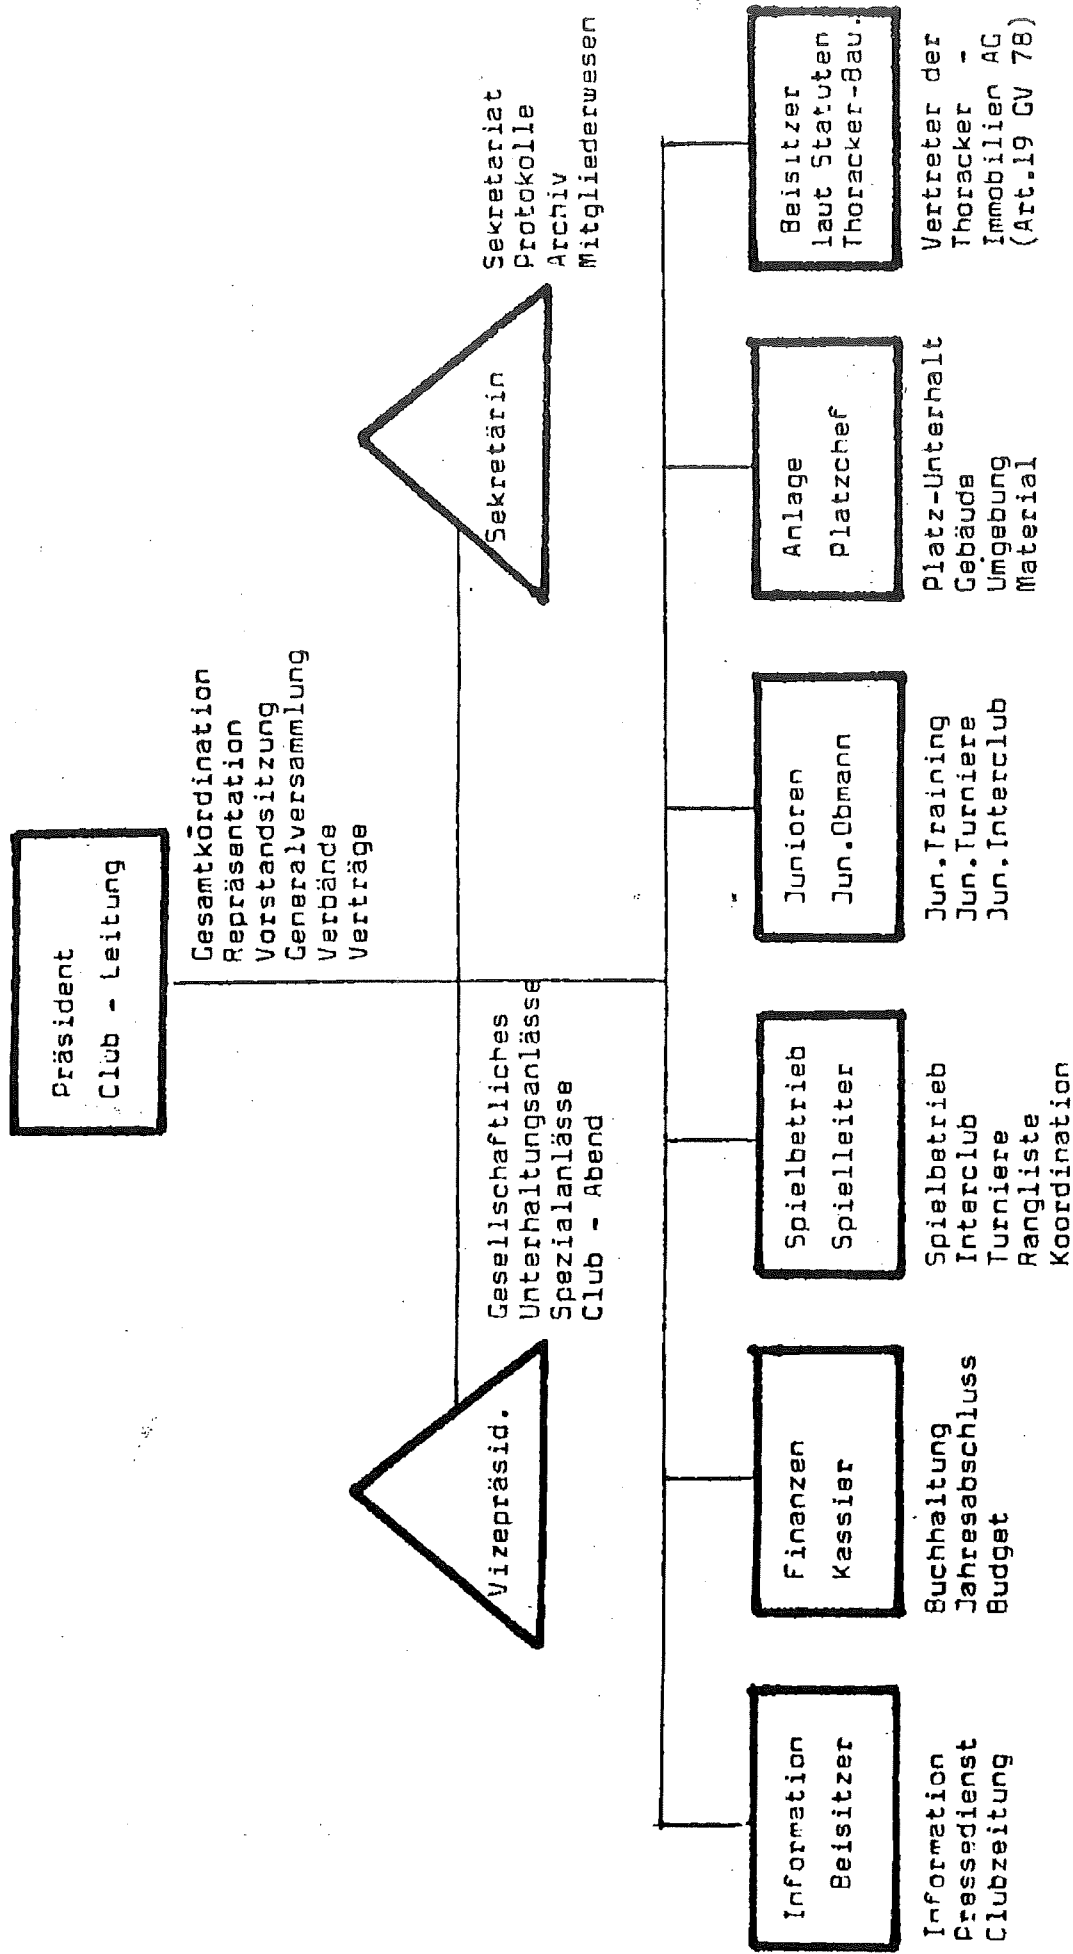 Präsident
Club - Leitung
Gesamtkördination
Repräsentation
Vorstandsitzung
Generalversammlung
Verbände
Verträge
Vizepräsid.
Gesellschaftliches
Unterhaltungsanlässe
Spezialanlässe
Club - Abend
Sekretärin
Sekretariat
Protokolle
Archiv
Mitgliederwesen
Information
Beisitzer
Information
Pressedienst
Clubzeitung
Finanzen
Kassier
Buchhaltung
Jahresabschluss
Budget
Spielbetrieb
Spielleiter
Spielbetrieb
Interclub
Turniere
Rangliste
Koordination
Junioren
Jun.Obmann
Jun.Training
Jun.Turniere
Jun.Interclub
Anlage
Platzchef
Platz-Unterhalt
Gebäude
Umgebung
Material
Beisitzer
laut Statuten
Thoracker-Bau.
Vertreter der
Thoracker -
Immobilien AG
(Art.19 GV 78)